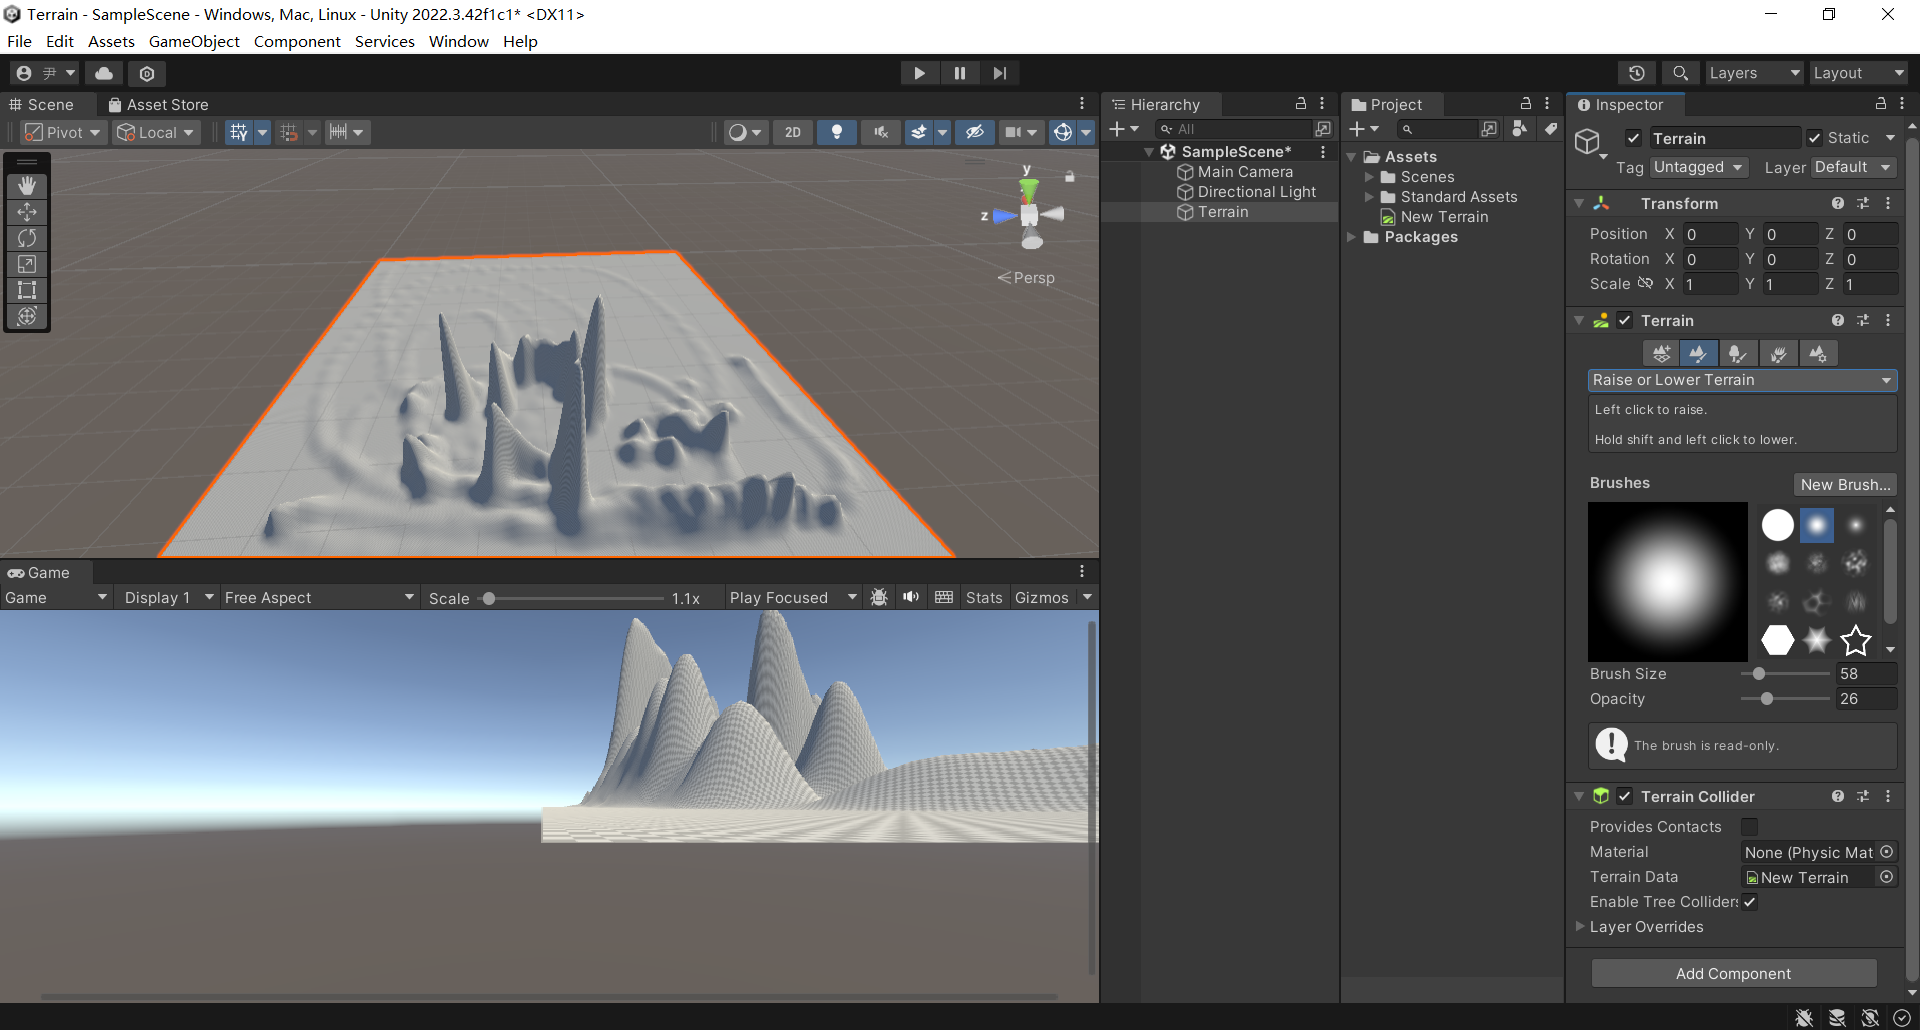 Terrain - SampleScene - Windows, Mac, Linux - Unity 2022.3.42f1c1* <DX11>
File Edit Assets GameObject Component Services Window Help
尹
Layers
Layout
Scene
Asset Store
Pivot
Local
2D
y
z
Persp
Game
Game
Display 1
Free Aspect
Scale
1.1x
Play Focused
Stats
Gizmos
Hierarchy
All
SampleScene*
Main Camera
Directional Light
Terrain
Project
Assets
Scenes
Standard Assets
New Terrain
Packages
Inspector
Terrain
Static
Tag Untagged
Layer Default
Transform
Position X 0 Y 0 Z 0
Rotation X 0 Y 0 Z 0
Scale X 1 Y 1 Z 1
Terrain
Raise or Lower Terrain
Left click to raise.
Hold shift and left click to lower.
Brushes
New Brush...
Brush Size 58
Opacity 26
The brush is read-only.
Terrain Collider
Provides Contacts
Material None (Physic Mat
Terrain Data New Terrain
Enable Tree Colliders
Layer Overrides
Add Component